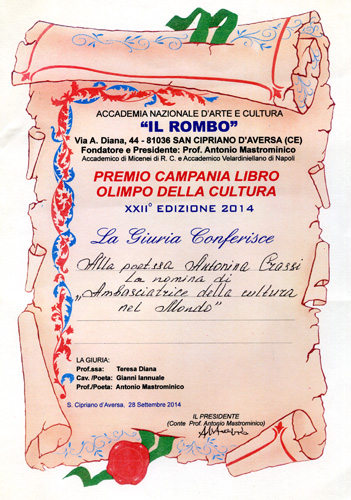 ACCADEMIA NAZIONALE D'ARTE E CULTURA
"IL ROMBO"
Via A. Diana, 44 - 81036 SAN CIPRIANO D'AVERSA (CE)
Fondatore e Presidente: Prof. Antonio Mastrominico
Accademico di Micenei di R. C. e Accademico Velardiniellano di Napoli
PREMIO CAMPANIA LIBRO
OLIMPO DELLA CULTURA
XXII° EDIZIONE 2014
La Giuria Conferisce
Alla poetessa Antonina Grassi
La nomina di
"Ambasciatrice della cultura
nel Mondo"
LA GIURIA:
Prof.ssa: Teresa Diana
Cav. /Poeta: Gianni Iannuale
Prof./Poeta: Antonio Mastrominico
S. Cipriano d'Aversa, 28 Settembre 2014
IL PRESIDENTE
(Conte Prof. Antonio Mastrominico)